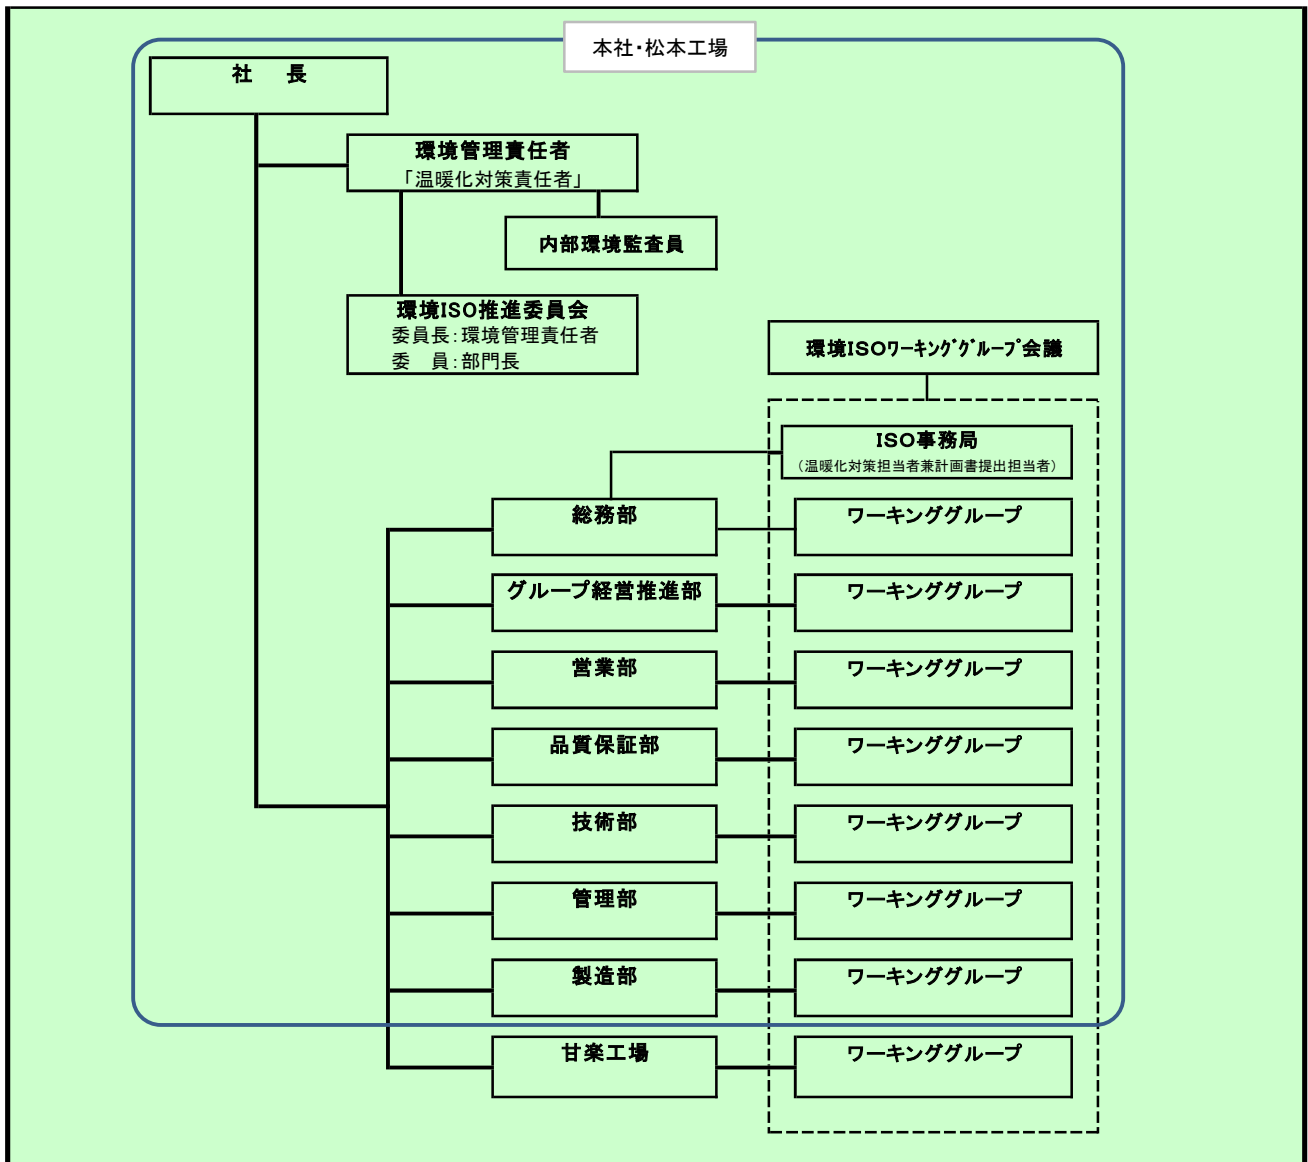 本社・松本工場
社　長
環境管理責任者
「温暖化対策責任者」
内部環境監査員
環境ISO推進委員会
委員長：環境管理責任者
委　員：部門長
環境ISOﾜｰｷﾝｸﾞｸﾞﾙｰﾌﾟ会議
ISO事務局
（温暖化対策担当者兼計画書提出担当者）
総務部
ワーキンググループ
グループ経営推進部
ワーキンググループ
営業部
ワーキンググループ
品質保証部
ワーキンググループ
技術部
ワーキンググループ
管理部
ワーキンググループ
製造部
ワーキンググループ
甘楽工場
ワーキンググループ